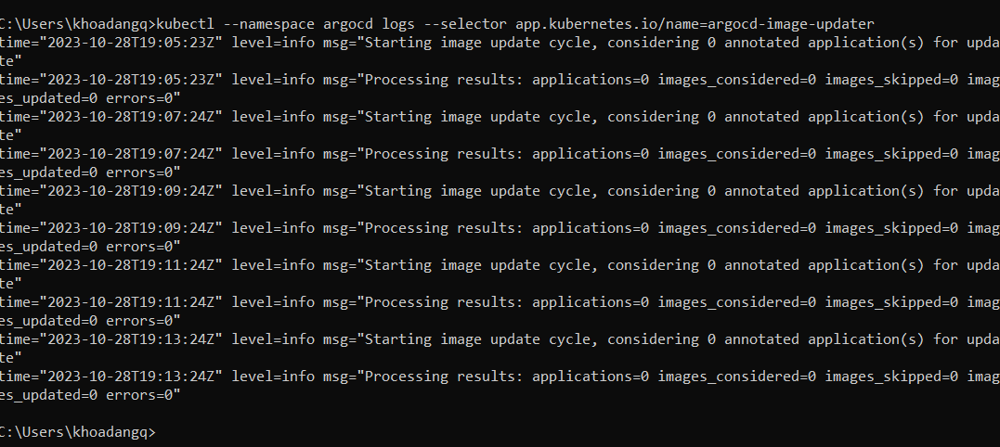 C:\Users\khoadangq>kubectl --namespace argocd logs --selector app.kubernetes.io/name=argocd-image-updater
time="2023-10-28T19:05:23Z" level=info msg="Starting image update cycle, considering 0 annotated application(s) for upda
te"
time="2023-10-28T19:05:23Z" level=info msg="Processing results: applications=0 images_considered=0 images_skipped=0 imag
es_updated=0 errors=0"
time="2023-10-28T19:07:24Z" level=info msg="Starting image update cycle, considering 0 annotated application(s) for upda
te"
time="2023-10-28T19:07:24Z" level=info msg="Processing results: applications=0 images_considered=0 images_skipped=0 imag
es_updated=0 errors=0"
time="2023-10-28T19:09:24Z" level=info msg="Starting image update cycle, considering 0 annotated application(s) for upda
te"
time="2023-10-28T19:09:24Z" level=info msg="Processing results: applications=0 images_considered=0 images_skipped=0 imag
es_updated=0 errors=0"
time="2023-10-28T19:11:24Z" level=info msg="Starting image update cycle, considering 0 annotated application(s) for upda
te"
time="2023-10-28T19:11:24Z" level=info msg="Processing results: applications=0 images_considered=0 images_skipped=0 imag
es_updated=0 errors=0"
time="2023-10-28T19:13:24Z" level=info msg="Starting image update cycle, considering 0 annotated application(s) for upda
te"
time="2023-10-28T19:13:24Z" level=info msg="Processing results: applications=0 images_considered=0 images_skipped=0 imag
es_updated=0 errors=0"
C:\Users\khoadangq>